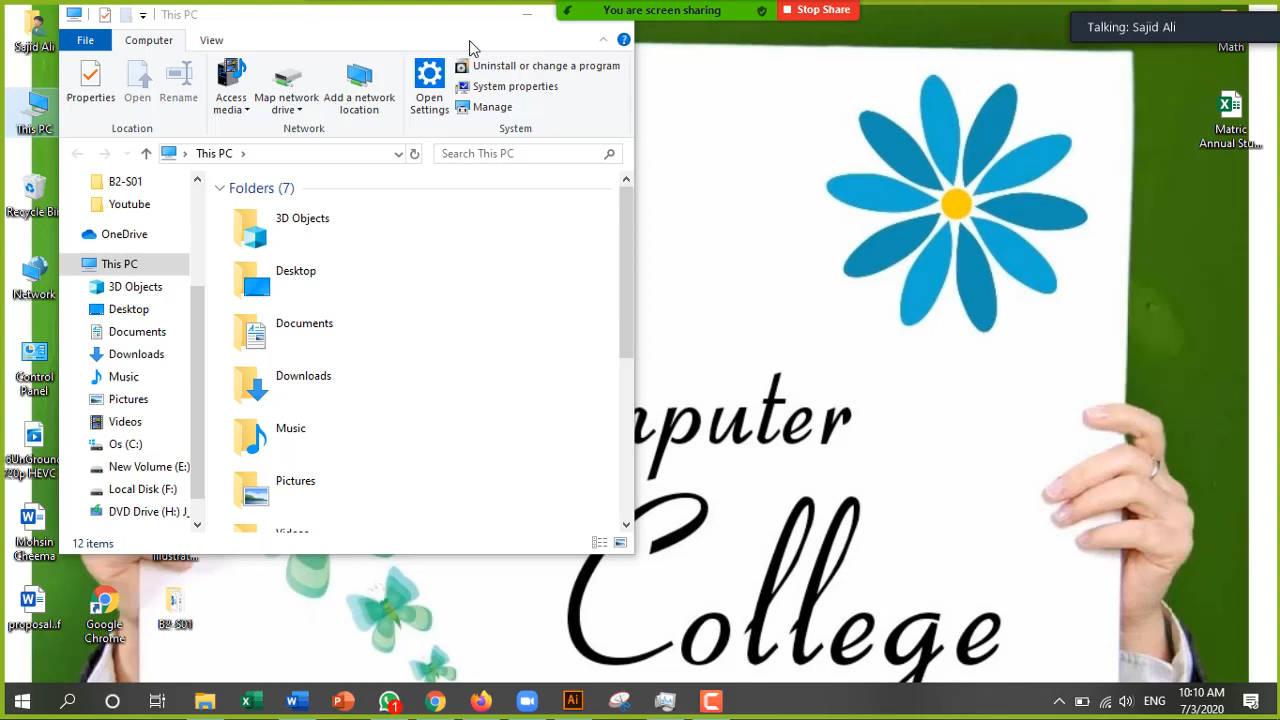 This PC
You are screen sharing
Stop Share
Talking: Sajid Ali
File
Computer
View
Properties
Open
Rename
Access media
Map network drive
Add a network location
Open Settings
Uninstall or change a program
System properties
Manage
Location
Network
System
This PC
Search This PC
B2-S01
Youtube
OneDrive
This PC
3D Objects
Desktop
Documents
Downloads
Music
Pictures
Videos
Os (C:)
New Volume (E:)
Local Disk (F:)
DVD Drive (H:) J_
Folders (7)
3D Objects
Desktop
Documents
Downloads
Music
Pictures
12 items
Sajid Ali
This PC
Recycle Bin
Network
Control Panel
720p HEVC
Mohsin Cheema
proposal..f
Google Chrome
B2-S01
Math
Matric Annual Stu...
mputer
College
ENG
10:10 AM
7/3/2020